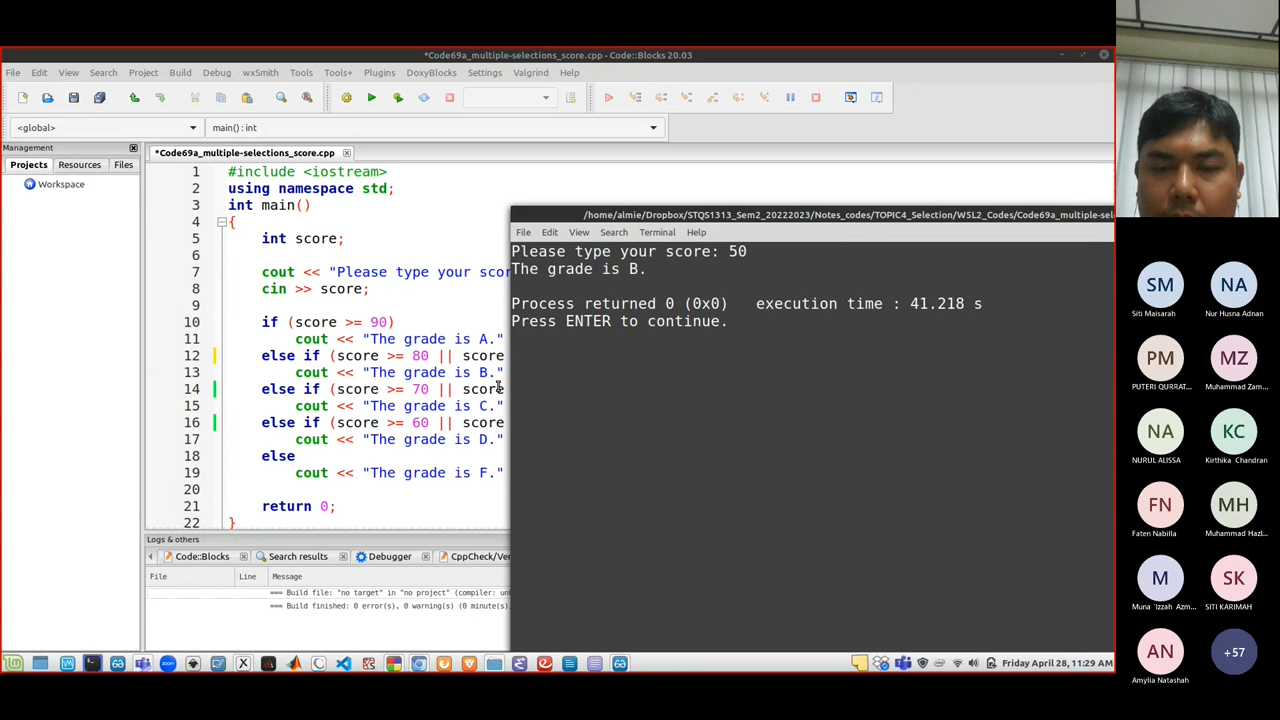 *Code69a_multiple-selections_score.cpp - Code::Blocks 20.03
File Edit View Search Project Build Debug wxSmith Tools Tools+ Plugins DoxyBlocks Settings Valgrind Help
<global> main() : int
Management
Projects Resources Files
Workspace
*Code69a_multiple-selections_score.cpp
1 #include <iostream>
2 using namespace std;
3 int main()
4 {
5 int score;
6
7 cout << "Please type your scor
8 cin >> score;
9
10 if (score >= 90)
11 cout << "The grade is A."
12 else if (score >= 80 || score
13 cout << "The grade is B."
14 else if (score >= 70 || score
15 cout << "The grade is C."
16 else if (score >= 60 || score
17 cout << "The grade is D."
18 else
19 cout << "The grade is F."
20
21 return 0;
22 }
/home/almie/Dropbox/STQS1313_Sem2_20222023/Notes_codes/TOPIC4_Selection/W5L2_Codes/Code69a_multiple-sel
File Edit View Search Terminal Help
Please type your score: 50
The grade is B.
Process returned 0 (0x0) execution time : 41.218 s
Press ENTER to continue.
Logs & others
Code::Blocks Search results Debugger CppCheck/Ver
File Line Message
=== Build file: "no target" in "no project" (compiler: un
=== Build finished: 0 error(s), 0 warning(s) (0 minute(s),
zoom
Friday April 28, 11:29 AM
SM
Siti Maisarah
NA
Nur Husna Adnan
PM
PUTERI QURRAT...
MZ
Muhammad Zam...
NA
NURUL ALISSA
KC
Kirthika Chandran
FN
Faten Nabilla
MH
Muhammad Hazl...
M
Muna 'Izzah Azm...
SK
SITI KARIMAH
AN
Amylia Natashah
+57